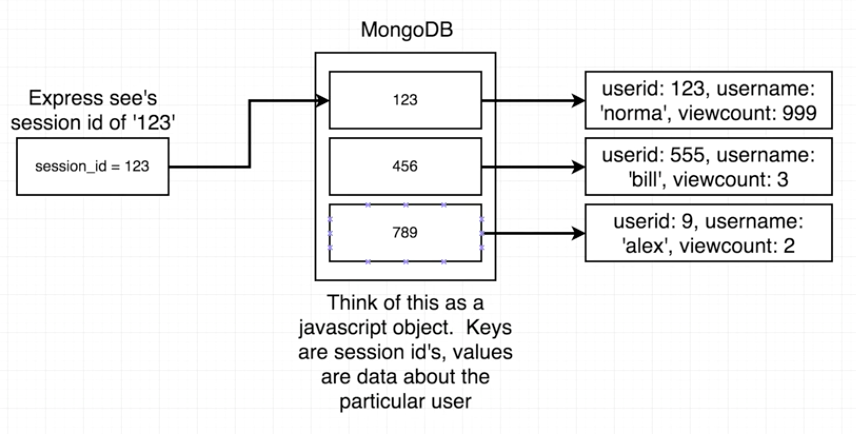 MongoDB
Express see's
session id of '123'
session_id = 123
123
456
789
userid: 123, username:
'norma', viewcount: 999
userid: 555, username:
'bill', viewcount: 3
userid: 9, username:
'alex', viewcount: 2
Think of this as a
javascript object.  Keys
are session id's, values
are data about the
particular user